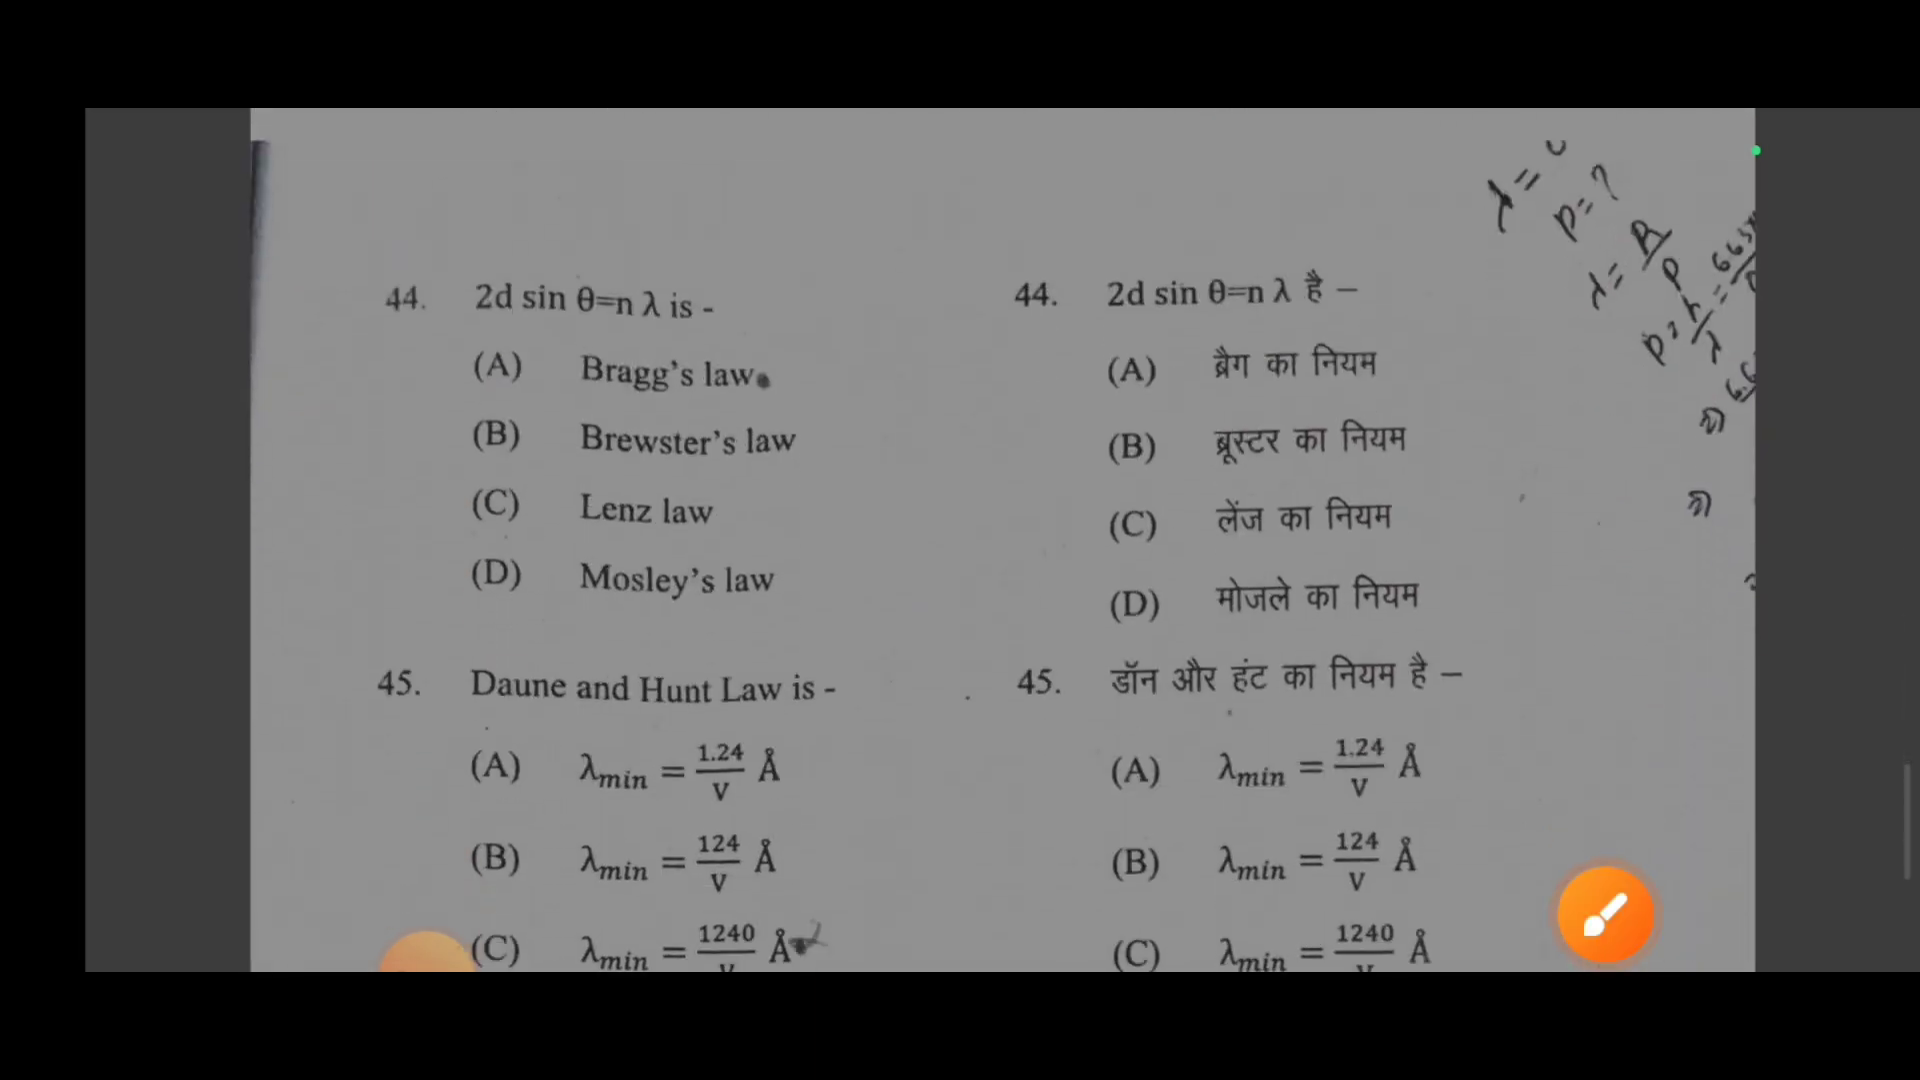 44. 2d sin θ=n λ is -
(A) Bragg's law
(B) Brewster's law
(C) Lenz law
(D) Mosley's law
45. Daune and Hunt Law is -
(A) λmin = 1.24/V Å
(B) λmin = 124/V Å
(C) λmin = 1240/V Å
44. 2d sin θ=n λ है –
(A) ब्रैग का नियम
(B) ब्रूस्टर का नियम
(C) लेंज का नियम
(D) मोजले का नियम
45. डॉन और हंट का नियम है –
(A) λmin = 1.24/V Å
(B) λmin = 124/V Å
(C) λmin = 1240/V Å
λ=
p=?
λ= h/p
p= h/λ =